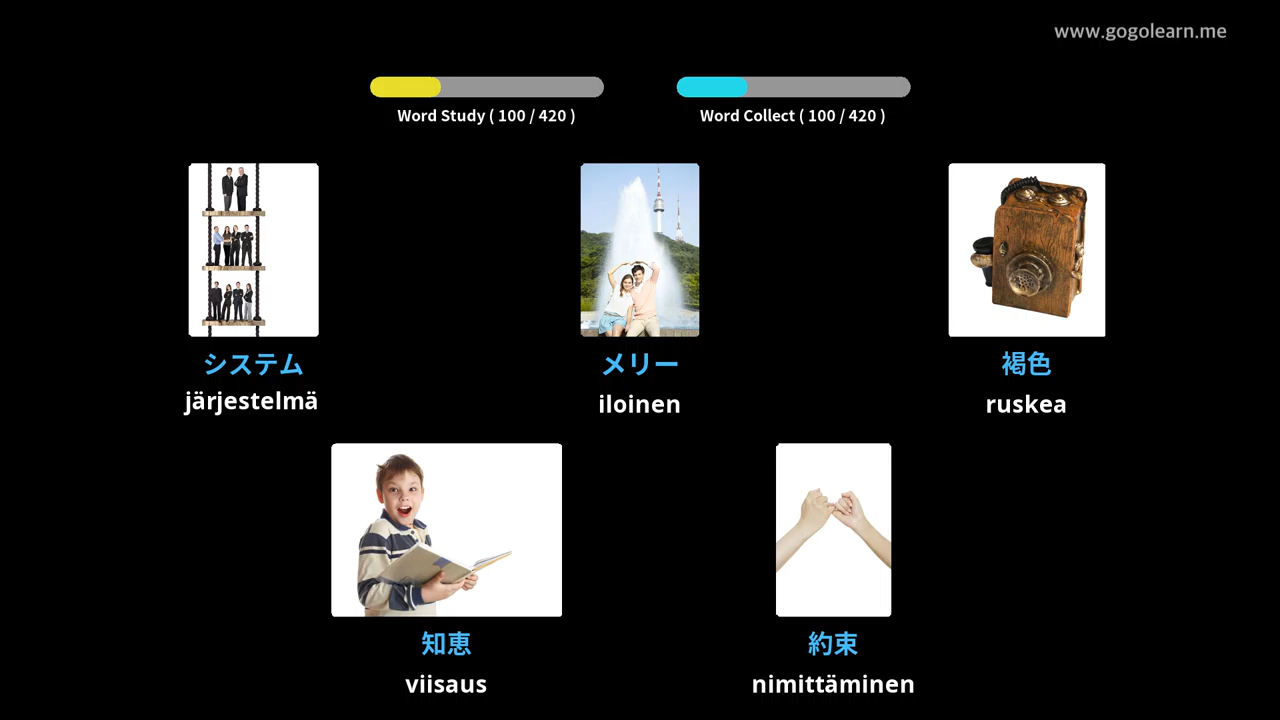 www.gogolearn.me
Word Study ( 100 / 420 )
Word Collect ( 100 / 420 )
システム
järjestelmä
メリー
iloinen
褐色
ruskea
知恵
viisaus
約束
nimittäminen